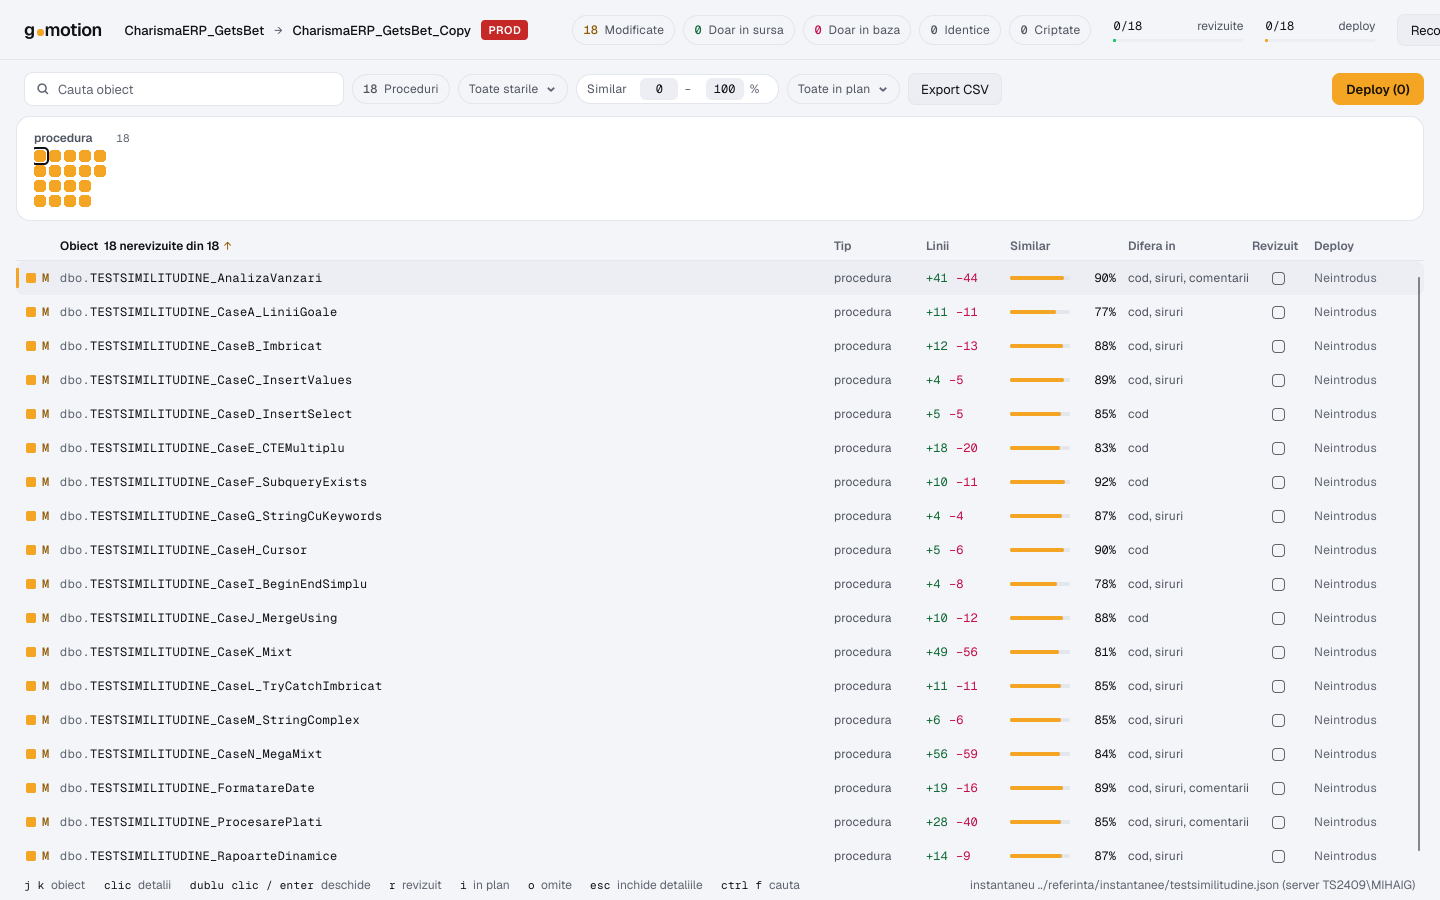 g motion CharismaERP_GetsBet → CharismaERP_GetsBet_Copy PROD 18 Modificate 0 Doar in sursa 0 Doar in baza 0 Identice 0 Criptate 0/18 revizuite 0/18 deploy Reco
Cauta obiect 18 Proceduri Toate starile Similar 0 – 100 % Toate in plan Export CSV Deploy (0)
procedura 18
Obiect 18 nerevizuite din 18 ↑ Tip Linii Similar Difera in Revizuit Deploy
M dbo.TESTSIMILITUDINE_AnalizaVanzari procedura +41 −44 90% cod, siruri, comentarii Neintrodus
M dbo.TESTSIMILITUDINE_CaseA_LiniiGoale procedura +11 −11 77% cod, siruri Neintrodus
M dbo.TESTSIMILITUDINE_CaseB_Imbricat procedura +12 −13 88% cod, siruri Neintrodus
M dbo.TESTSIMILITUDINE_CaseC_InsertValues procedura +4 −5 89% cod, siruri Neintrodus
M dbo.TESTSIMILITUDINE_CaseD_InsertSelect procedura +5 −5 85% cod Neintrodus
M dbo.TESTSIMILITUDINE_CaseE_CTEMultiplu procedura +18 −20 83% cod Neintrodus
M dbo.TESTSIMILITUDINE_CaseF_SubqueryExists procedura +10 −11 92% cod Neintrodus
M dbo.TESTSIMILITUDINE_CaseG_StringCuKeywords procedura +4 −4 87% cod, siruri Neintrodus
M dbo.TESTSIMILITUDINE_CaseH_Cursor procedura +5 −6 90% cod Neintrodus
M dbo.TESTSIMILITUDINE_CaseI_BeginEndSimplu procedura +4 −8 78% cod, siruri Neintrodus
M dbo.TESTSIMILITUDINE_CaseJ_MergeUsing procedura +10 −12 88% cod Neintrodus
M dbo.TESTSIMILITUDINE_CaseK_Mixt procedura +49 −56 81% cod, siruri Neintrodus
M dbo.TESTSIMILITUDINE_CaseL_TryCatchImbricat procedura +11 −11 85% cod, siruri Neintrodus
M dbo.TESTSIMILITUDINE_CaseM_StringComplex procedura +6 −6 85% cod, siruri Neintrodus
M dbo.TESTSIMILITUDINE_CaseN_MegaMixt procedura +56 −59 84% cod, siruri Neintrodus
M dbo.TESTSIMILITUDINE_FormatareDate procedura +19 −16 89% cod, siruri, comentarii Neintrodus
M dbo.TESTSIMILITUDINE_ProcesarePlati procedura +28 −40 85% cod, siruri, comentarii Neintrodus
M dbo.TESTSIMILITUDINE_RapoarteDinamice procedura +14 −9 87% cod, siruri Neintrodus
j k obiect clic detalii dublu clic / enter deschide r revizuit i in plan o omite esc inchide detaliile ctrl f cauta instantaneu ../referinta/instantanee/testsimilitudine.json (server TS2409\MIHAIG)